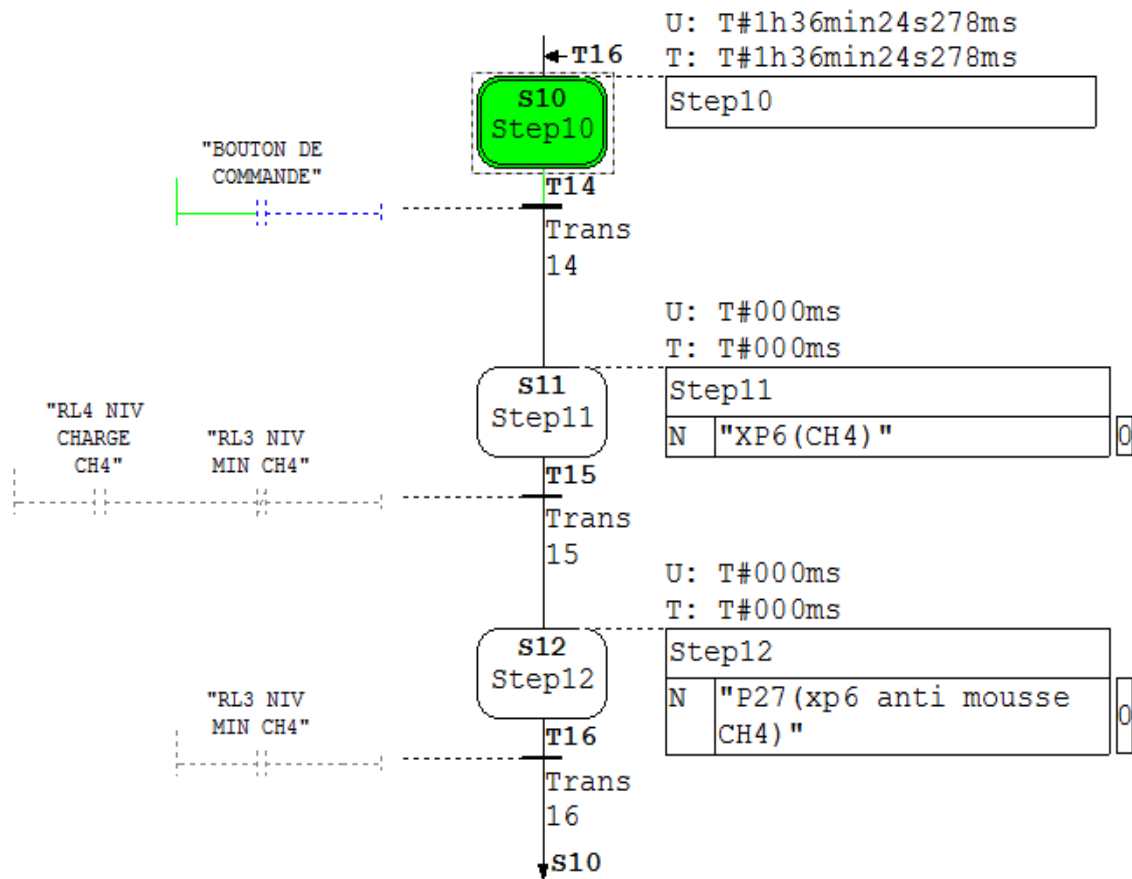 U: T#1h36min24s278ms
T16
T: T#1h36min24s278ms
S10
Step10
Step10
"BOUTON DE
COMMANDE"
T14
Trans
14
U: T#000ms
T: T#000ms
S11
Step11
Step11
N "XP6(CH4)" 0
"RL4 NIV
CHARGE
CH4"
"RL3 NIV
MIN CH4"
T15
Trans
15
U: T#000ms
T: T#000ms
S12
Step12
Step12
N "P27(xp6 anti mousse
CH4)" 0
"RL3 NIV
MIN CH4"
T16
Trans
16
S10